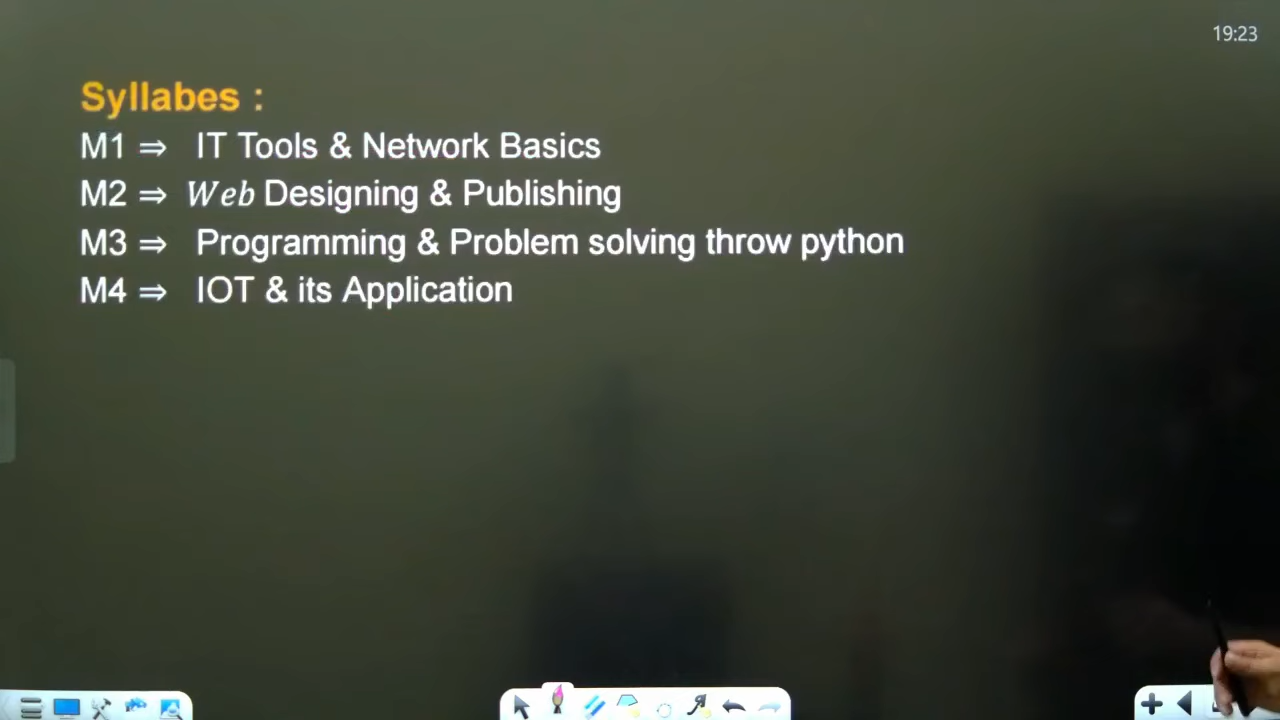 19:23
Syllabes :
M1 ⇒ IT Tools & Network Basics
M2 ⇒ Web Designing & Publishing
M3 ⇒ Programming & Problem solving throw python
M4 ⇒ IOT & its Application